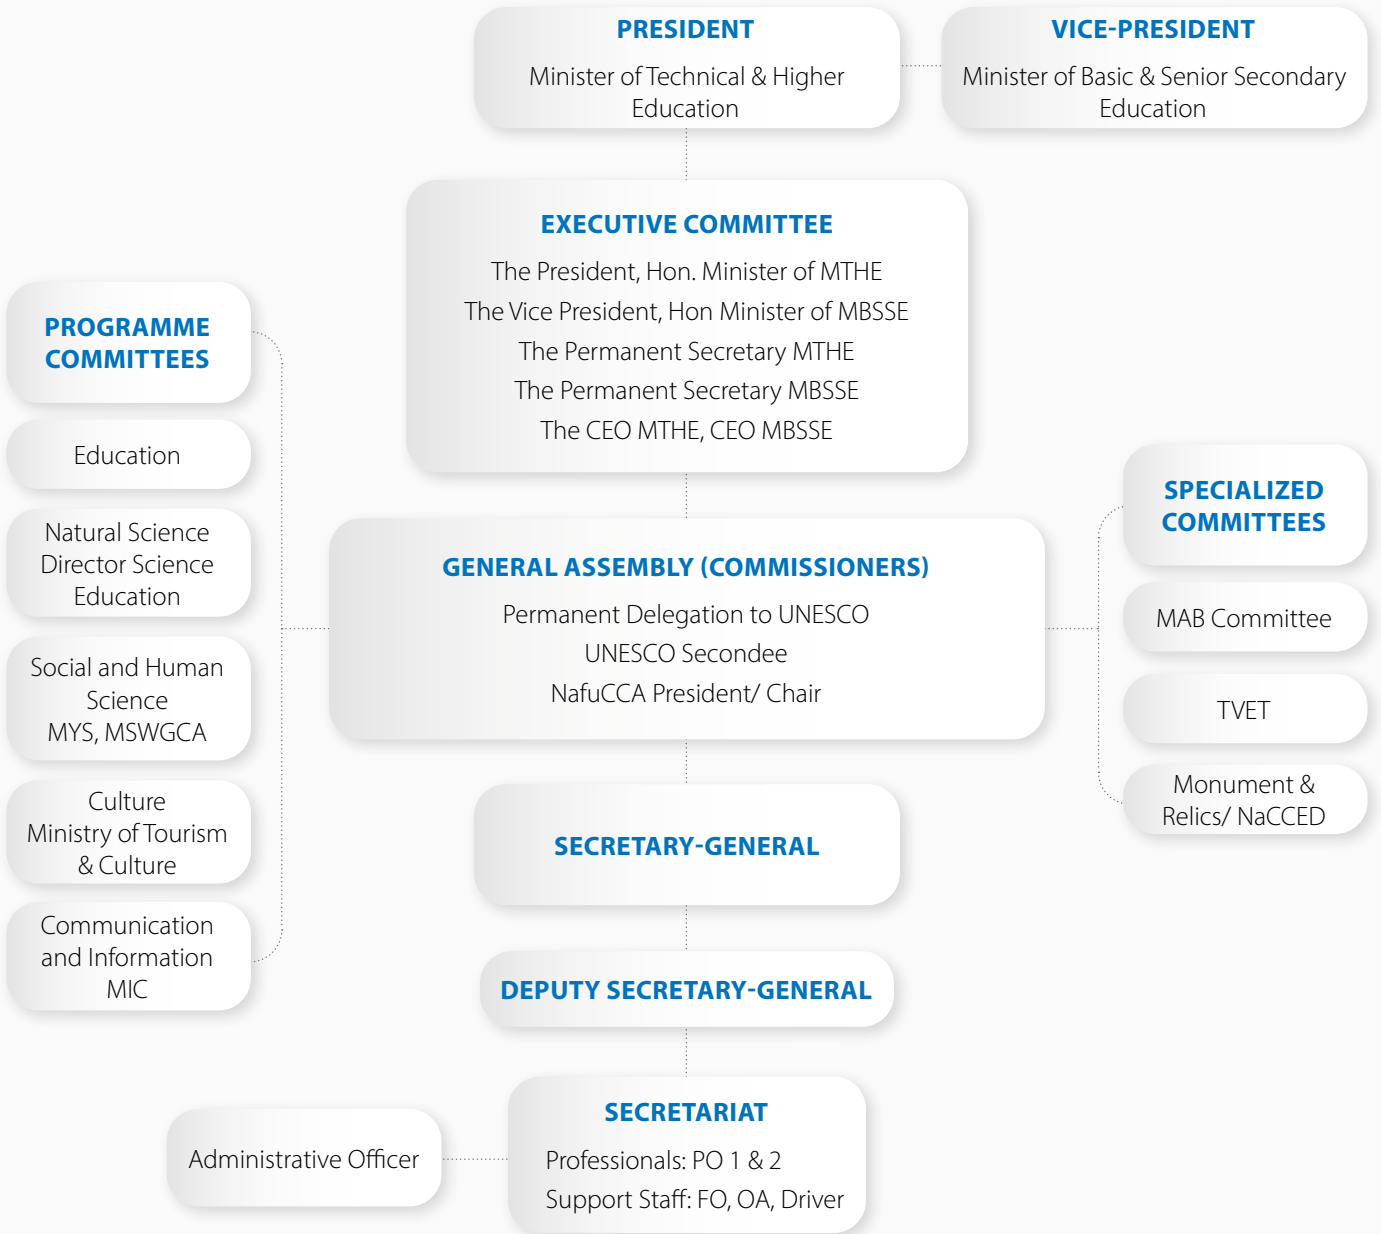 PRESIDENT
Minister of Technical & Higher
Education
VICE-PRESIDENT
Minister of Basic & Senior Secondary
Education
EXECUTIVE COMMITTEE
The President, Hon. Minister of MTHE
The Vice President, Hon Minister of MBSSE
The Permanent Secretary MTHE
The Permanent Secretary MBSSE
The CEO MTHE, CEO MBSSE
PROGRAMME
COMMITTEES
Education
Natural Science
Director Science
Education
Social and Human
Science
MYS, MSWGCA
Culture
Ministry of Tourism
& Culture
Communication
and Information
MIC
GENERAL ASSEMBLY (COMMISSIONERS)
Permanent Delegation to UNESCO
UNESCO Secondee
NafuCCA President/ Chair
SPECIALIZED
COMMITTEES
MAB Committee
TVET
Monument &
Relics/ NaCCED
SECRETARY-GENERAL
DEPUTY SECRETARY-GENERAL
SECRETARIAT
Professionals: PO 1 & 2
Support Staff: FO, OA, Driver
Administrative Officer